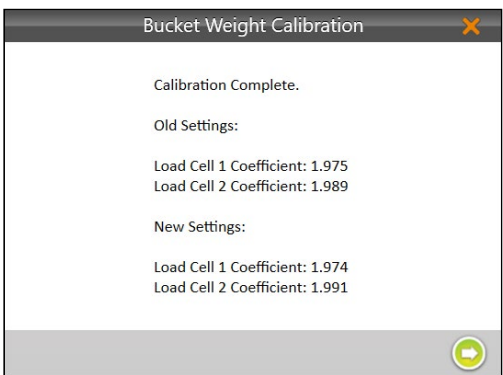 Bucket Weight Calibration
Calibration Complete.
Old Settings:
Load Cell 1 Coefficient: 1.975
Load Cell 2 Coefficient: 1.989
New Settings:
Load Cell 1 Coefficient: 1.974
Load Cell 2 Coefficient: 1.991